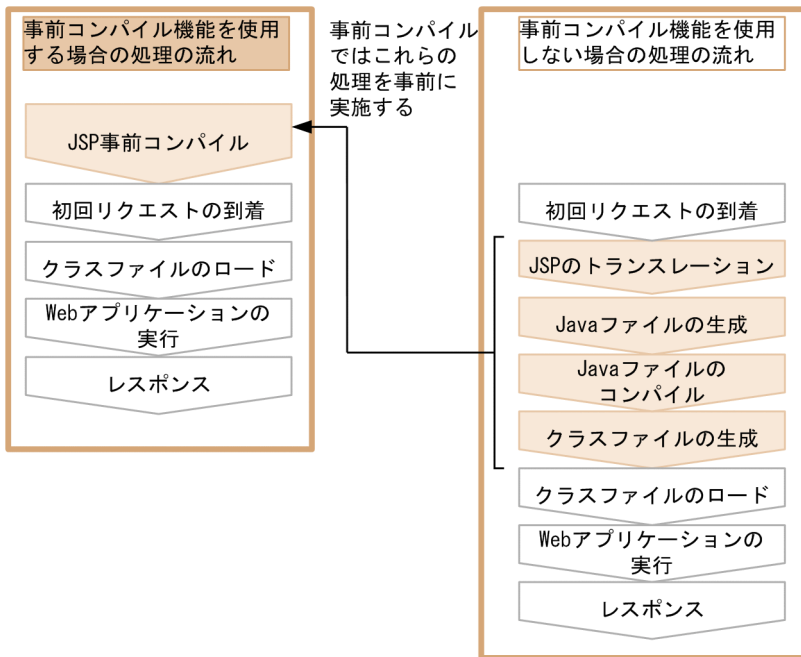 事前コンパイル機能を使用
する場合の処理の流れ
JSP事前コンパイル
初回リクエストの到着
クラスファイルのロード
Webアプリケーションの
実行
レスポンス
事前コンパイル
ではこれらの
処理を事前に
実施する
事前コンパイル機能を使用
しない場合の処理の流れ
初回リクエストの到着
JSPのトランスレーション
Javaファイルの生成
Javaファイルの
コンパイル
クラスファイルの生成
クラスファイルのロード
Webアプリケーションの
実行
レスポンス